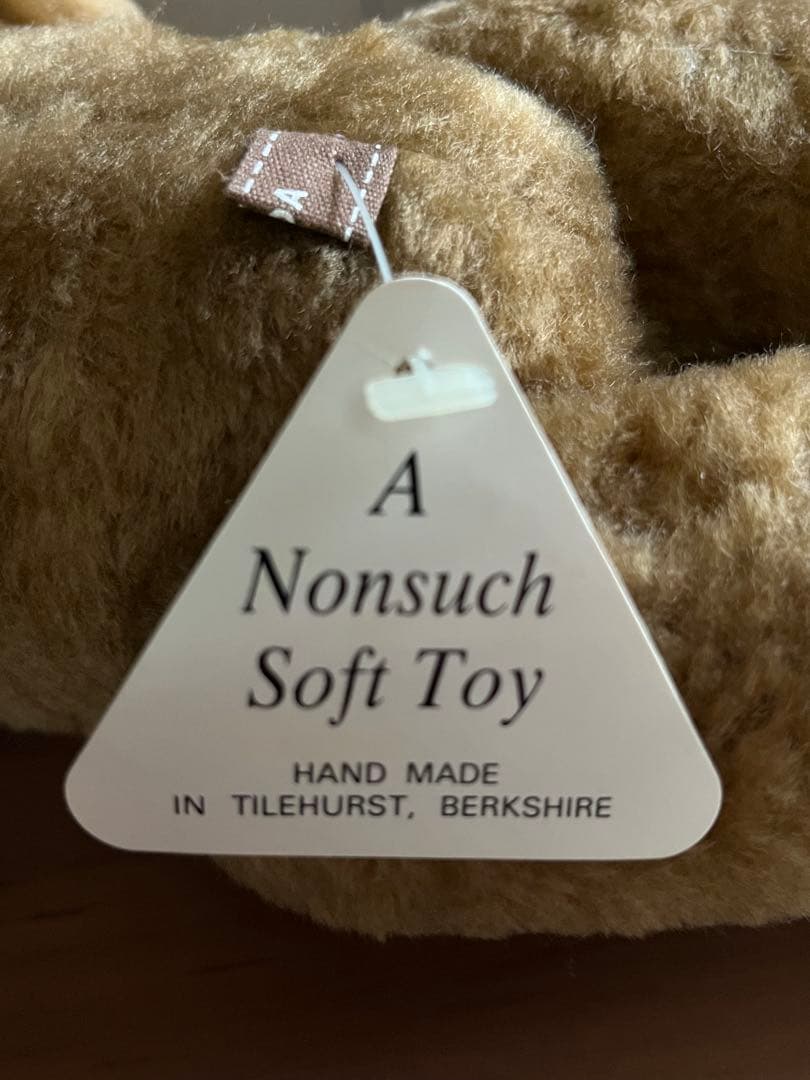 A
Nonsuch
Soft Toy
HAND MADE
IN TILEHURST, BERKSHIRE